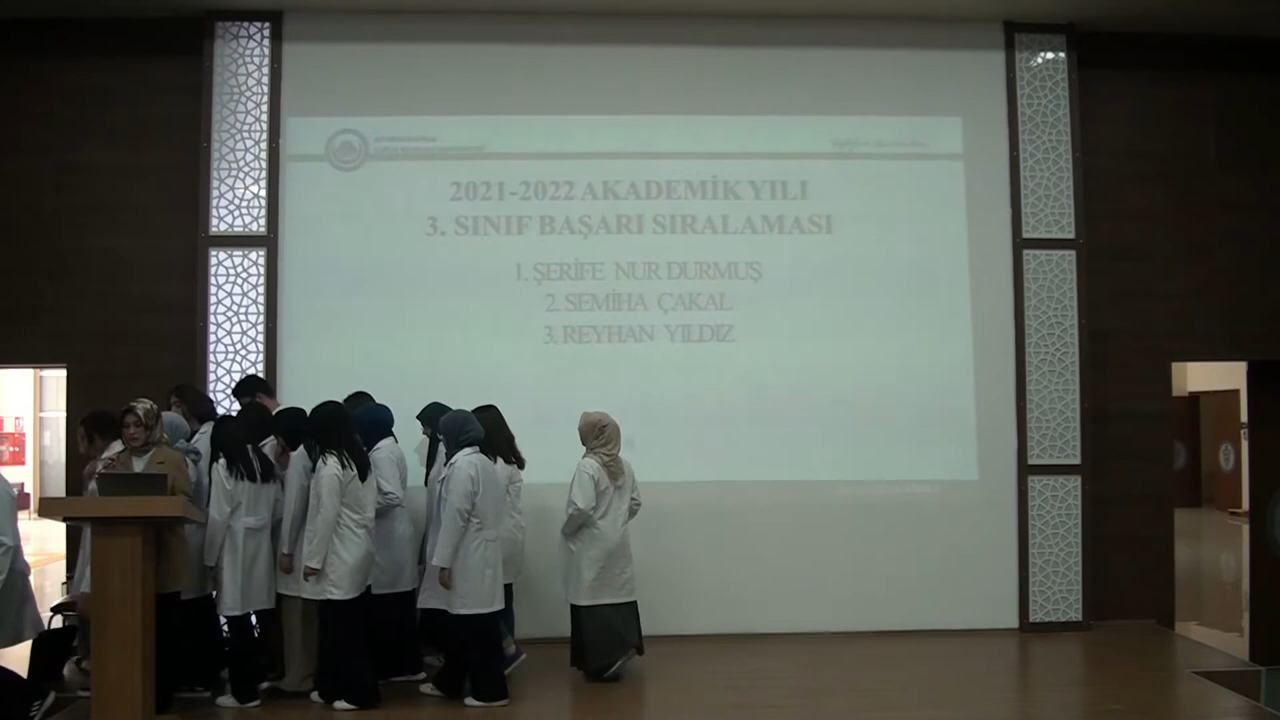 2021-2022 AKADEMİK YILI
3. SINIF BAŞARI SIRALAMASI
1. ŞERİFE NUR DURMUŞ
2. SEMİHA ÇAKAL
3. REYHAN YILDIZ